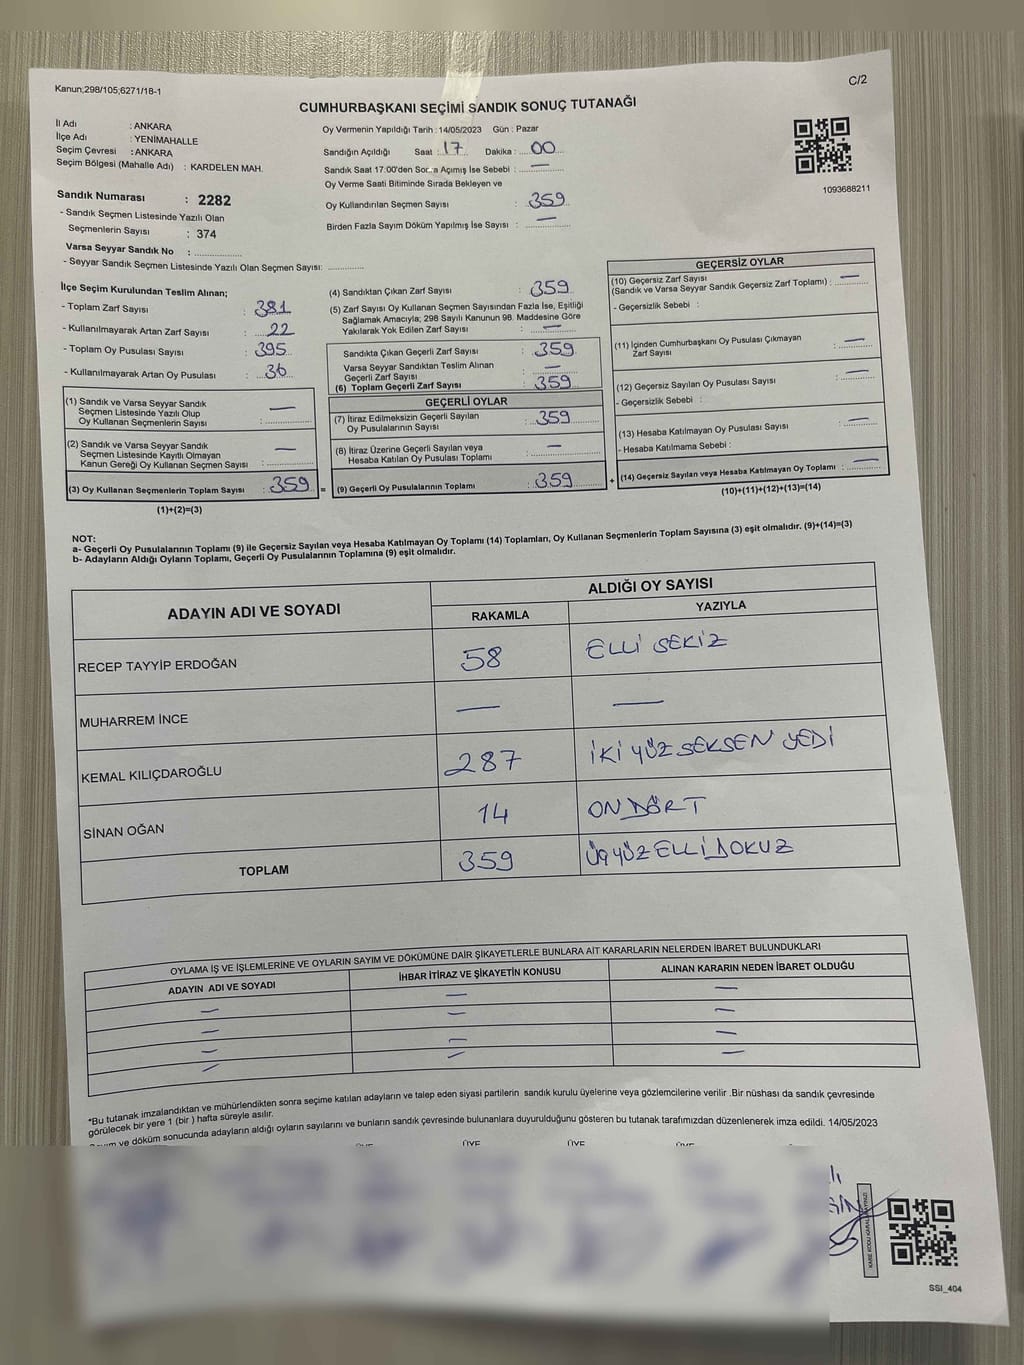 Kanun;298/105;6271/18-1
C/2
CUMHURBAŞKANI SEÇİMİ SANDIK SONUÇ TUTANAĞI
İl Adı : ANKARA
İlçe Adı : YENİMAHALLE
Seçim Çevresi : ANKARA
Seçim Bölgesi (Mahalle Adı) : KARDELEN MAH.
Oy Vermenin Yapıldığı Tarih : 14/05/2023 Gün : Pazar
Sandığın Açıldığı Saat : 17 Dakika : 00
Sandık Saat 17:00'den Sonra Açımış İse Sebebi : —
Oy Verme Saati Bitiminde Sırada Bekleyen ve
Oy Kullandırılan Seçmen Sayısı : 359
Birden Fazla Sayım Döküm Yapılmış İse Sayısı : —
1093688211
Sandık Numarası : 2282
- Sandık Seçmen Listesinde Yazılı Olan
Seçmenlerin Sayısı : 374
Varsa Seyyar Sandık No :
- Seyyar Sandık Seçmen Listesinde Yazılı Olan Seçmen Sayısı:
İlçe Seçim Kurulundan Teslim Alınan;
- Toplam Zarf Sayısı : 381
- Kullanılmayarak Artan Zarf Sayısı : 22
- Toplam Oy Pusulası Sayısı : 395
- Kullanılmayarak Artan Oy Pusulası : 36
(1) Sandık ve Varsa Seyyar Sandık
Seçmen Listesinde Yazılı Olup
Oy Kullanan Seçmenlerin Sayısı : —
(2) Sandık ve Varsa Seyyar Sandık
Seçmen Listesinde Kayıtlı Olmayan
Kanun Gereği Oy Kullanan Seçmen Sayısı : —
(3) Oy Kullanan Seçmenlerin Toplam Sayısı : 359 =
(1)+(2)=(3)
(4) Sandıktan Çıkan Zarf Sayısı : 359
(5) Zarf Sayısı Oy Kullanan Seçmen Sayısından Fazla İse, Eşitliği
Sağlamak Amacıyla; 298 Sayılı Kanunun 98. Maddesine Göre
Yakılarak Yok Edilen Zarf Sayısı : —
Sandıkta Çıkan Geçerli Zarf Sayısı : 359
Varsa Seyyar Sandıktan Teslim Alınan
Geçerli Zarf Sayısı : —
(6) Toplam Geçerli Zarf Sayısı : 359
GEÇERLİ OYLAR
(7) İtiraz Edilmeksizin Geçerli Sayılan
Oy Pusulalarının Sayısı : 359
(8) İtiraz Üzerine Geçerli Sayılan veya
Hesaba Katılan Oy Pusulası Toplamı : —
(9) Geçerli Oy Pusulalarının Toplamı : 359 +
GEÇERSİZ OYLAR
(10) Geçersiz Zarf Sayısı
(Sandık ve Varsa Seyyar Sandık Geçersiz Zarf Toplamı) : —
- Geçersizlik Sebebi :
(11) İçinden Cumhurbaşkanı Oy Pusulası Çıkmayan
Zarf Sayısı : —
(12) Geçersiz Sayılan Oy Pusulası Sayısı : —
- Geçersizlik Sebebi :
(13) Hesaba Katılmayan Oy Pusulası Sayısı : —
- Hesaba Katılmama Sebebi :
(14) Geçersiz Sayılan veya Hesaba Katılmayan Oy Toplamı : —
(10)+(11)+(12)+(13)=(14)
NOT:
a- Geçerli Oy Pusulalarının Toplamı (9) ile Geçersiz Sayılan veya Hesaba Katılmayan Oy Toplamı (14) Toplamları, Oy Kullanan Seçmenlerin Toplam Sayısına (3) eşit olmalıdır. (9)+(14)=(3)
b- Adayların Aldığı Oyların Toplamı, Geçerli Oy Pusulalarının Toplamına (9) eşit olmalıdır.
ADAYIN ADI VE SOYADI ALDIĞI OY SAYISI
RAKAMLA YAZIYLA
RECEP TAYYİP ERDOĞAN 58 ELLİ SEKİZ
MUHARREM İNCE — —
KEMAL KILIÇDAROĞLU 287 İKİ YÜZ SEKSEN YEDİ
SİNAN OĞAN 14 ON DÖRT
TOPLAM 359 ÜÇ YÜZ ELLİ DOKUZ
OYLAMA İŞ VE İŞLEMLERİNE VE OYLARIN SAYIM VE DÖKÜMÜNE DAİR ŞİKAYETLERLE BUNLARA AİT KARARLARIN NELERDEN İBARET BULUNDUKLARI
ADAYIN ADI VE SOYADI İHBAR İTİRAZ VE ŞİKAYETİN KONUSU ALINAN KARARIN NEDEN İBARET OLDUĞU
— — —
— — —
— — —
— — —
*Bu tutanak imzalandıktan ve mühürlendikten sonra seçime katılan adayların ve talep eden siyasi partilerin sandık kurulu üyelerine veya gözlemcilerine verilir .Bir nüshası da sandık çevresinde
görülecek bir yere 1 (bir ) hafta süreyle asılır.
ve döküm sonucunda adayların aldığı oyların sayılarını ve bunların sandık çevresinde bulunanlara duyurulduğunu gösteren bu tutanak tarafımızdan düzenlenerek imza edildi. 14/05/2023
ÜYE ÜYE ÜYE
SSI_404